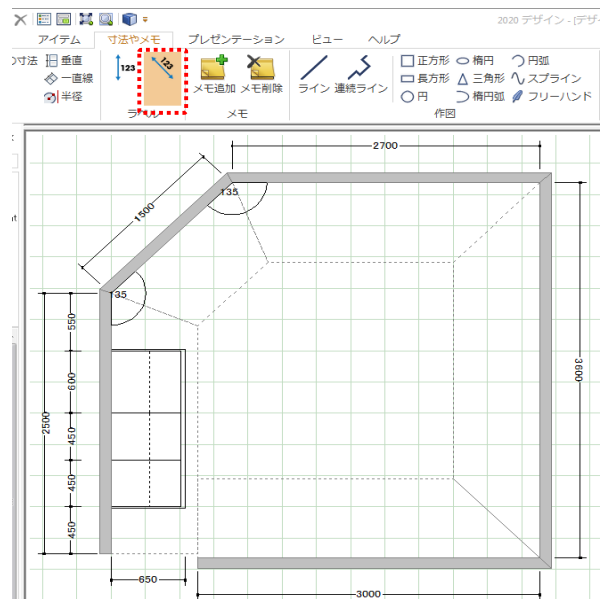 2020 デザイン - [デザイ
アイテム 寸法やメモ プレゼンテーション ビュー ヘルプ
の寸法 垂直 一直線 半径
123 123
ラベル
メモ追加 メモ削除
メモ
ライン 連続ライン
正方形 楕円 円弧
長方形 三角形 スプライン
円 楕円弧 フリーハンド
作図
2700
1500
135
135
550
600
2500
450
450
450
3600
650
3000